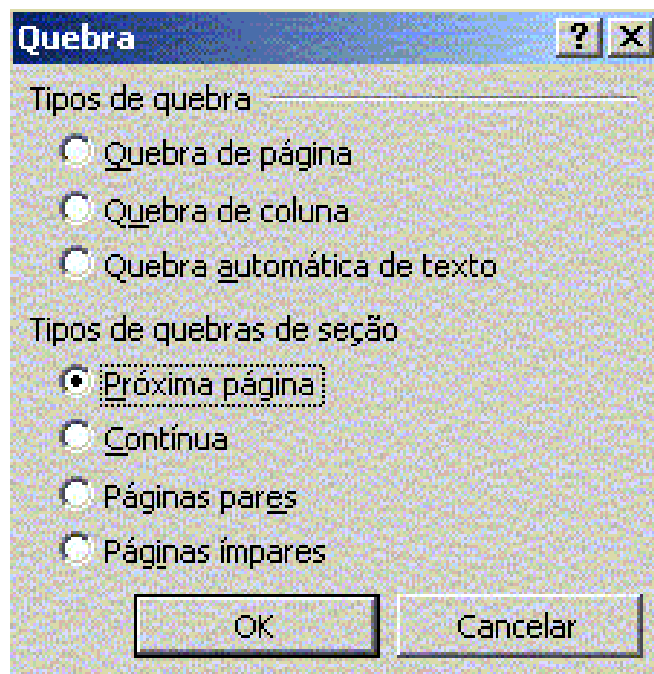 Quebra
Tipos de quebra
Quebra de página
Quebra de coluna
Quebra automática de texto
Tipos de quebras de seção
Próxima página
Contínua
Páginas pares
Páginas ímpares
OK
Cancelar